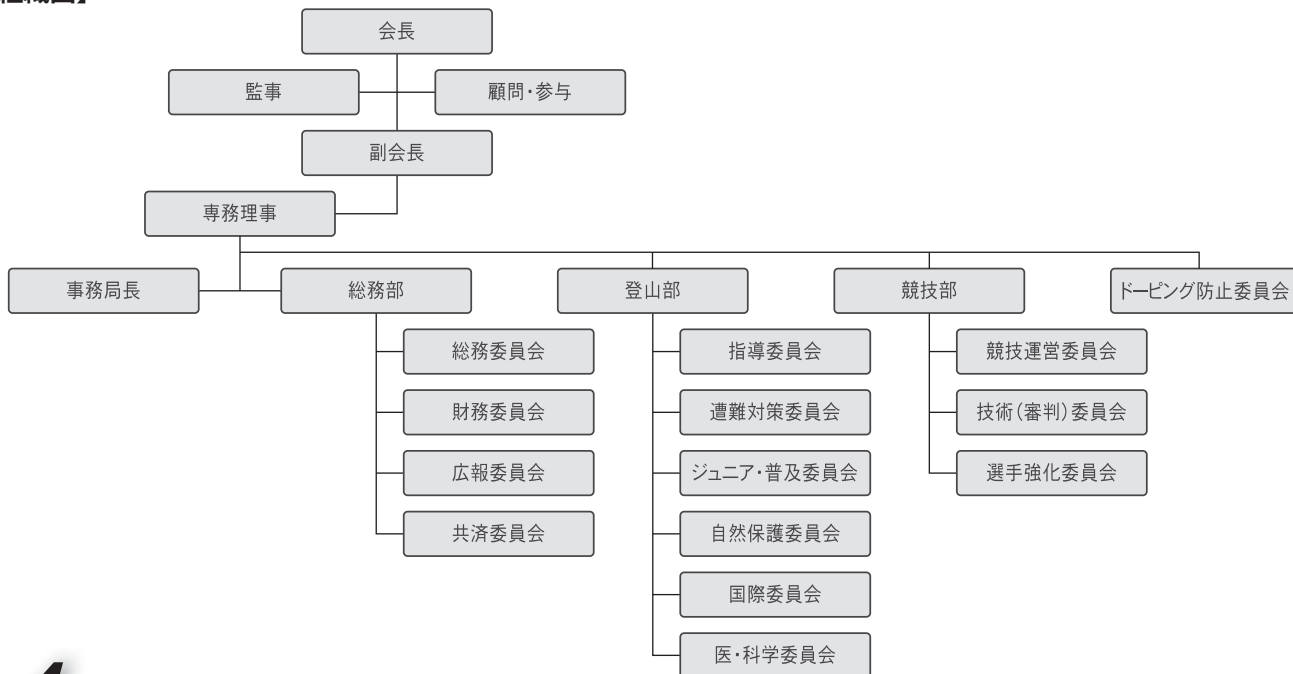 組織図】
会長
監事
顧問・参与
副会長
専務理事
事務局長
総務部
登山部
競技部
ドーピング防止委員会
総務委員会
財務委員会
広報委員会
共済委員会
指導委員会
遭難対策委員会
ジュニア・普及委員会
自然保護委員会
国際委員会
医・科学委員会
競技運営委員会
技術（審判）委員会
選手強化委員会